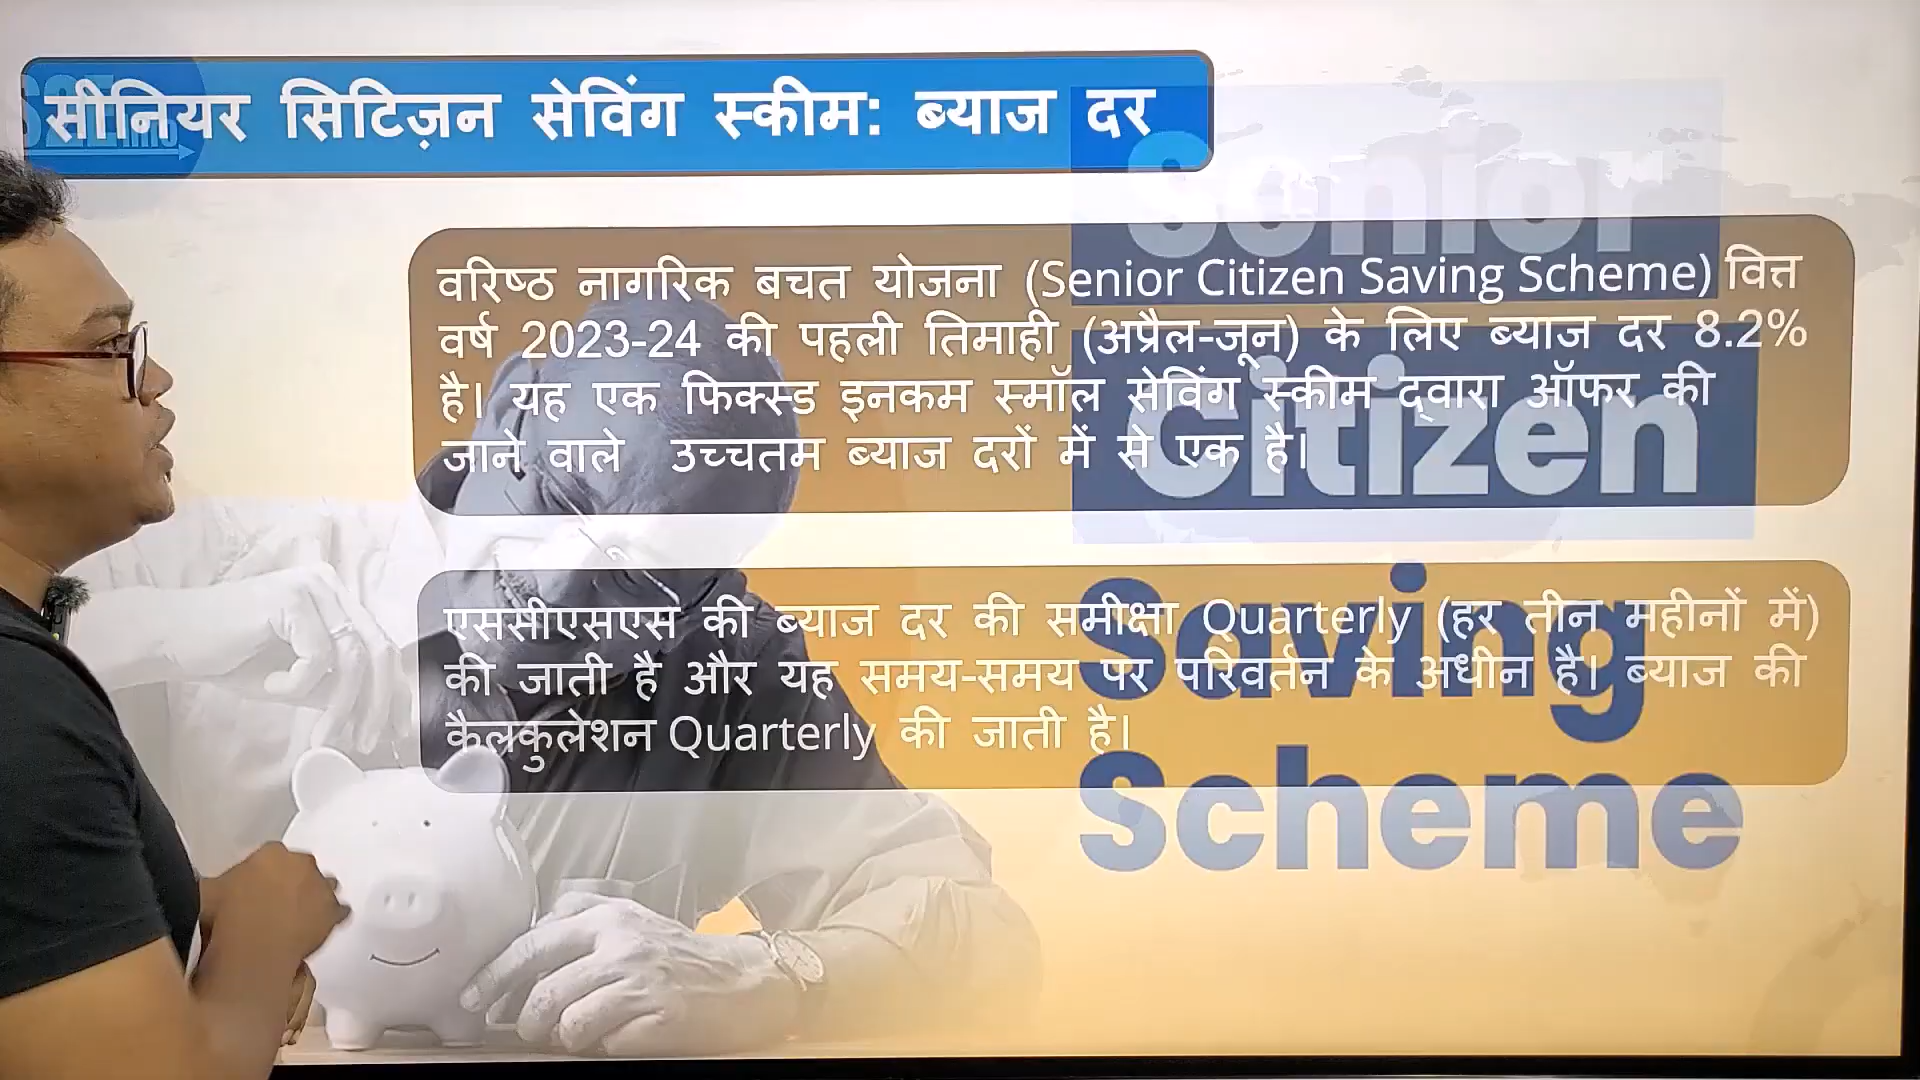 सीनियर सिटिज़न सेविंग स्कीम: ब्याज दर
वरिष्ठ नागरिक बचत योजना (Senior Citizen Saving Scheme) वित्त
वर्ष 2023-24 की पहली तिमाही (अप्रैल-जून) के लिए ब्याज दर 8.2%
है। यह एक फिक्स्ड इनकम स्मॉल सेविंग स्कीम द्वारा ऑफर की
जाने वाले उच्चतम ब्याज दरों में से एक है।
एससीएसएस की ब्याज दर की समीक्षा Quarterly (हर तीन महीनों में)
की जाती है और यह समय-समय पर परिवर्तन के अधीन है। ब्याज की
कैलकुलेशन Quarterly की जाती है।
Senior
Citizen
Saving
Scheme